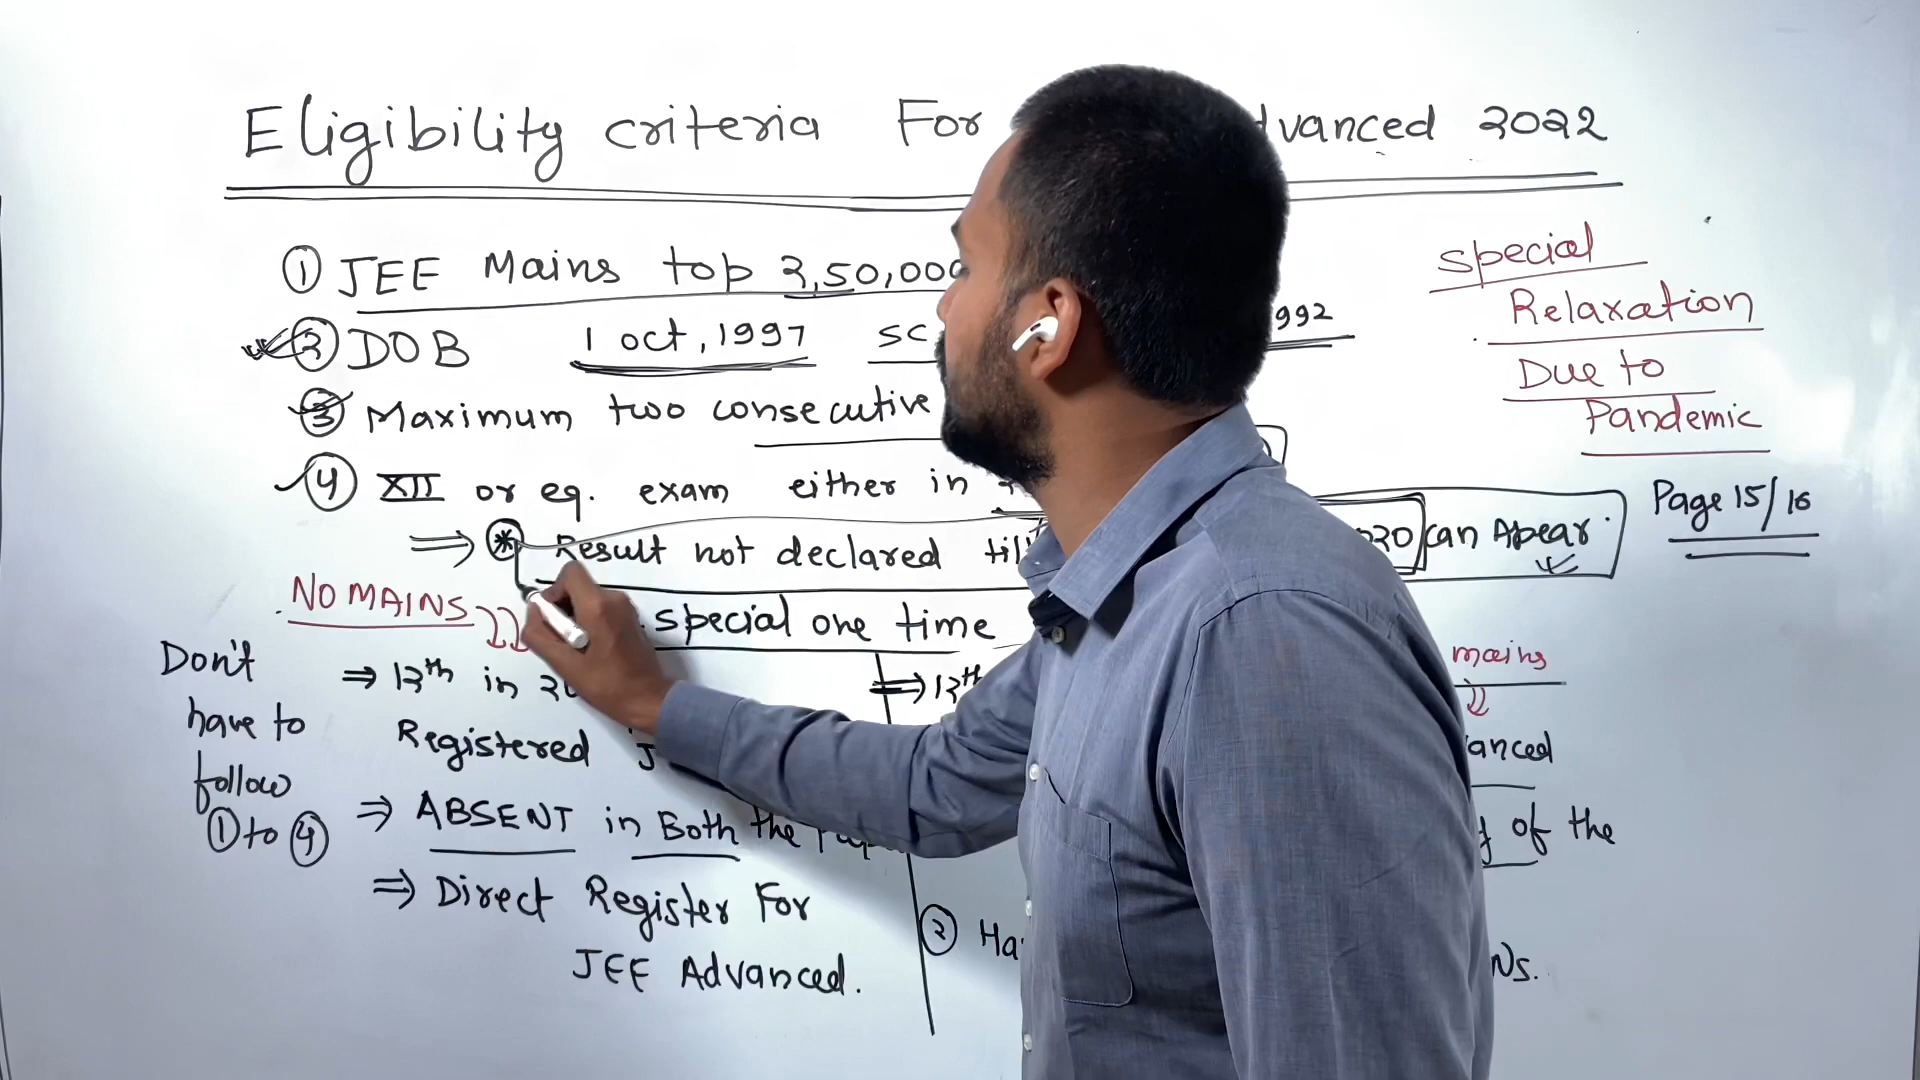 Eligibility criteria For dvanced 2022
① JEE Mains top 2,50,000
② DOB 1 oct, 1997 SC 992
③ Maximum two consecutive
④ XII or eq. exam either in
⇒ * Result not declared till 020 can Apear.
special one time
NO MAINS
Don't have to follow ① to ④
⇒ 12th in 20
Registered J
⇒ ABSENT in Both the Pap
⇒ Direct Register For
JEE Advanced.
⇒ 12th
② Ha Ns.
mains
anced
of the
special
Relaxation
Due to
Pandemic
Page 15/16